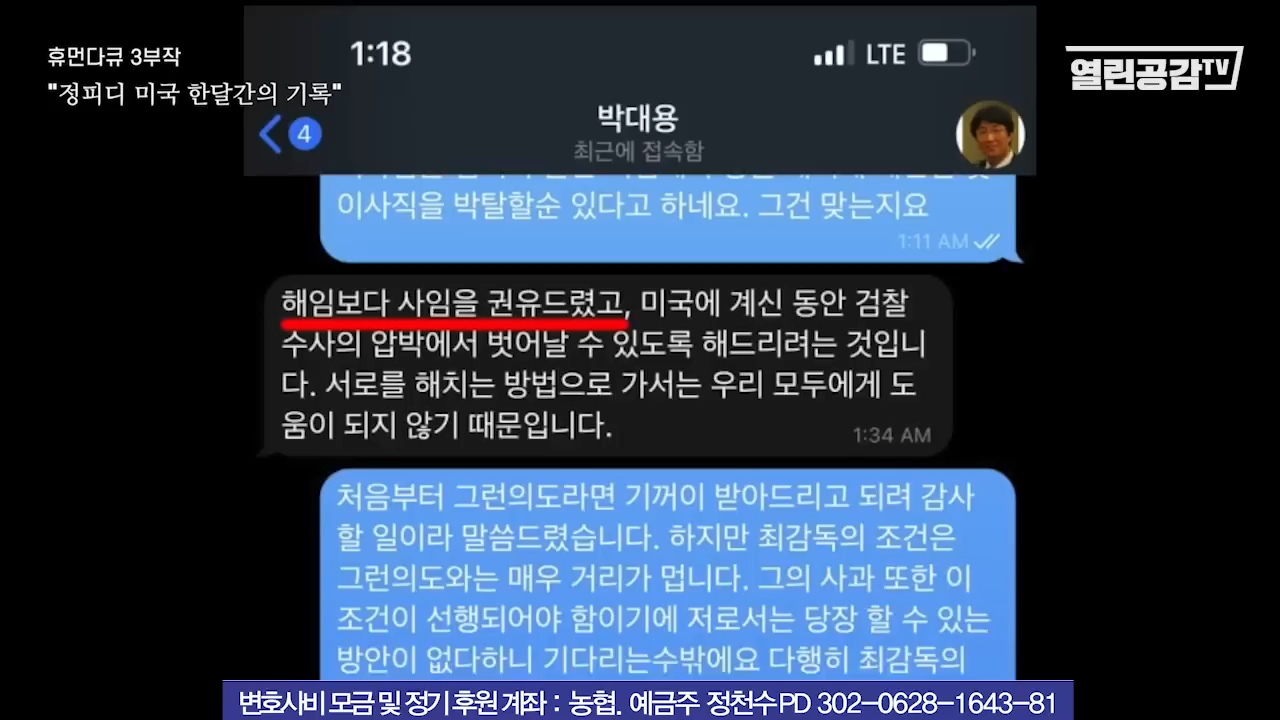 휴먼다큐 3부작
"정피디 미국 한달간의 기록"
열린공감TV
1:18
LTE
4
박대용
최근에 접속함
이사직을 박탈할순 있다고 하네요. 그건 맞는지요
1:11 AM
해임보다 사임을 권유드렸고, 미국에 계신 동안 검찰
수사의 압박에서 벗어날 수 있도록 해드리려는 것입니
다. 서로를 해치는 방법으로 가서는 우리 모두에게 도
움이 되지 않기 때문입니다.
1:34 AM
처음부터 그런의도라면 기꺼이 받아드리고 되려 감사
할 일이라 말씀드렸습니다. 하지만 최감독의 조건은
그런의도와는 매우 거리가 멉니다. 그의 사과 또한 이
조건이 선행되어야 함이기에 저로서는 당장 할 수 있는
방안이 없다하니 기다리는수밖에요 다행히 최감독의
변호사비 모금 및 정기 후원 계좌 : 농협. 예금주 정천수PD 302-0628-1643-81